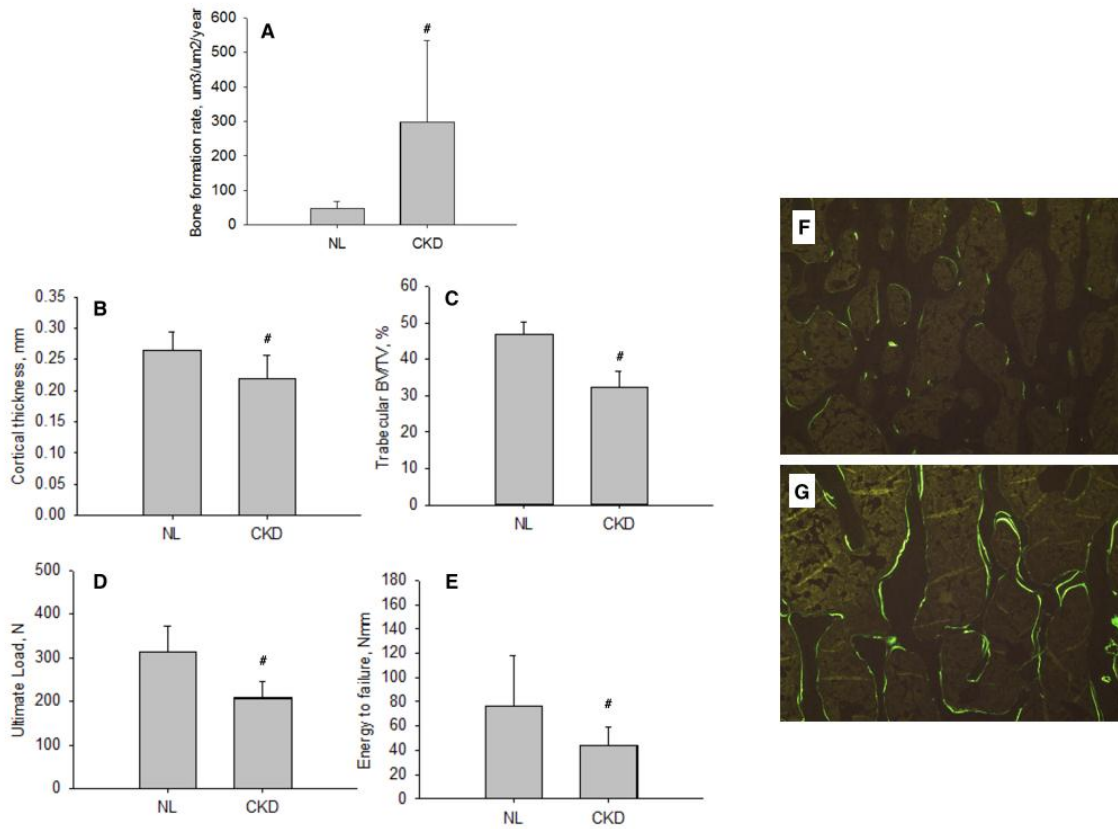 A
Bone formation rate, um3/um2/year
600
500
400
300
200
100
0
#
NL
CKD
B
Cortical thickness, mm
0.35
0.30
0.25
0.20
0.15
0.10
0.05
0.00
#
NL
CKD
C
Trabecular BV/TV, %
60
50
40
30
20
10
0
#
NL
CKD
D
Ultimate Load, N
500
400
300
200
100
0
#
NL
CKD
E
Energy to failure, Nmm
180
160
140
120
100
80
60
40
20
0
#
NL
CKD
F
G